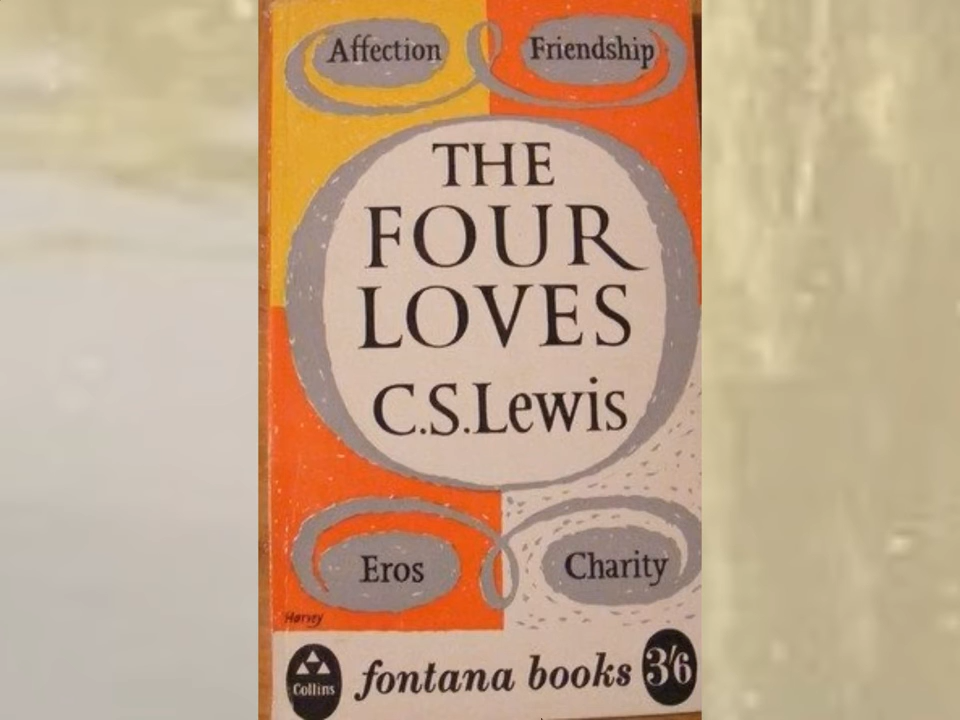 Affection Friendship
THE
FOUR
LOVES
C.S.Lewis
Eros Charity
Harvey
Collins
fontana books 3/6